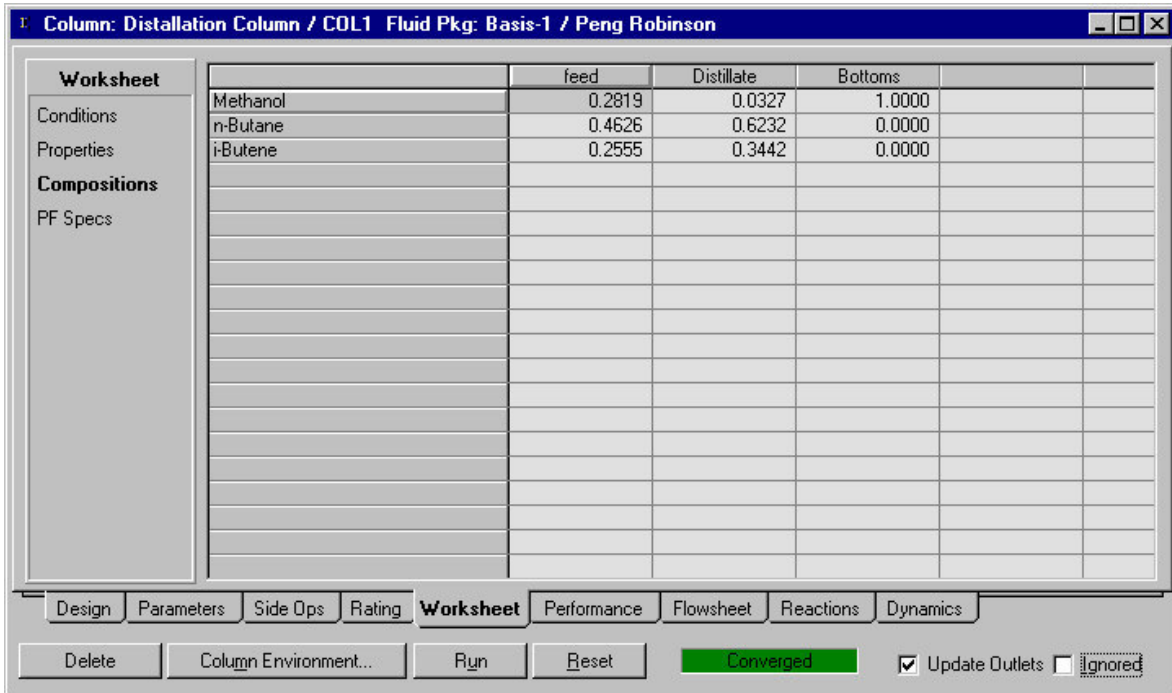 Column: Distallation Column / COL1 Fluid Pkg: Basis-1 / Peng Robinson
Worksheet
Conditions
Properties
Compositions
PF Specs
feed Distillate Bottoms
Methanol 0.2819 0.0327 1.0000
n-Butane 0.4626 0.6232 0.0000
i-Butene 0.2555 0.3442 0.0000
Design Parameters Side Ops Rating Worksheet Performance Flowsheet Reactions Dynamics
Delete Column Environment... Run Reset Converged Update Outlets Ignored